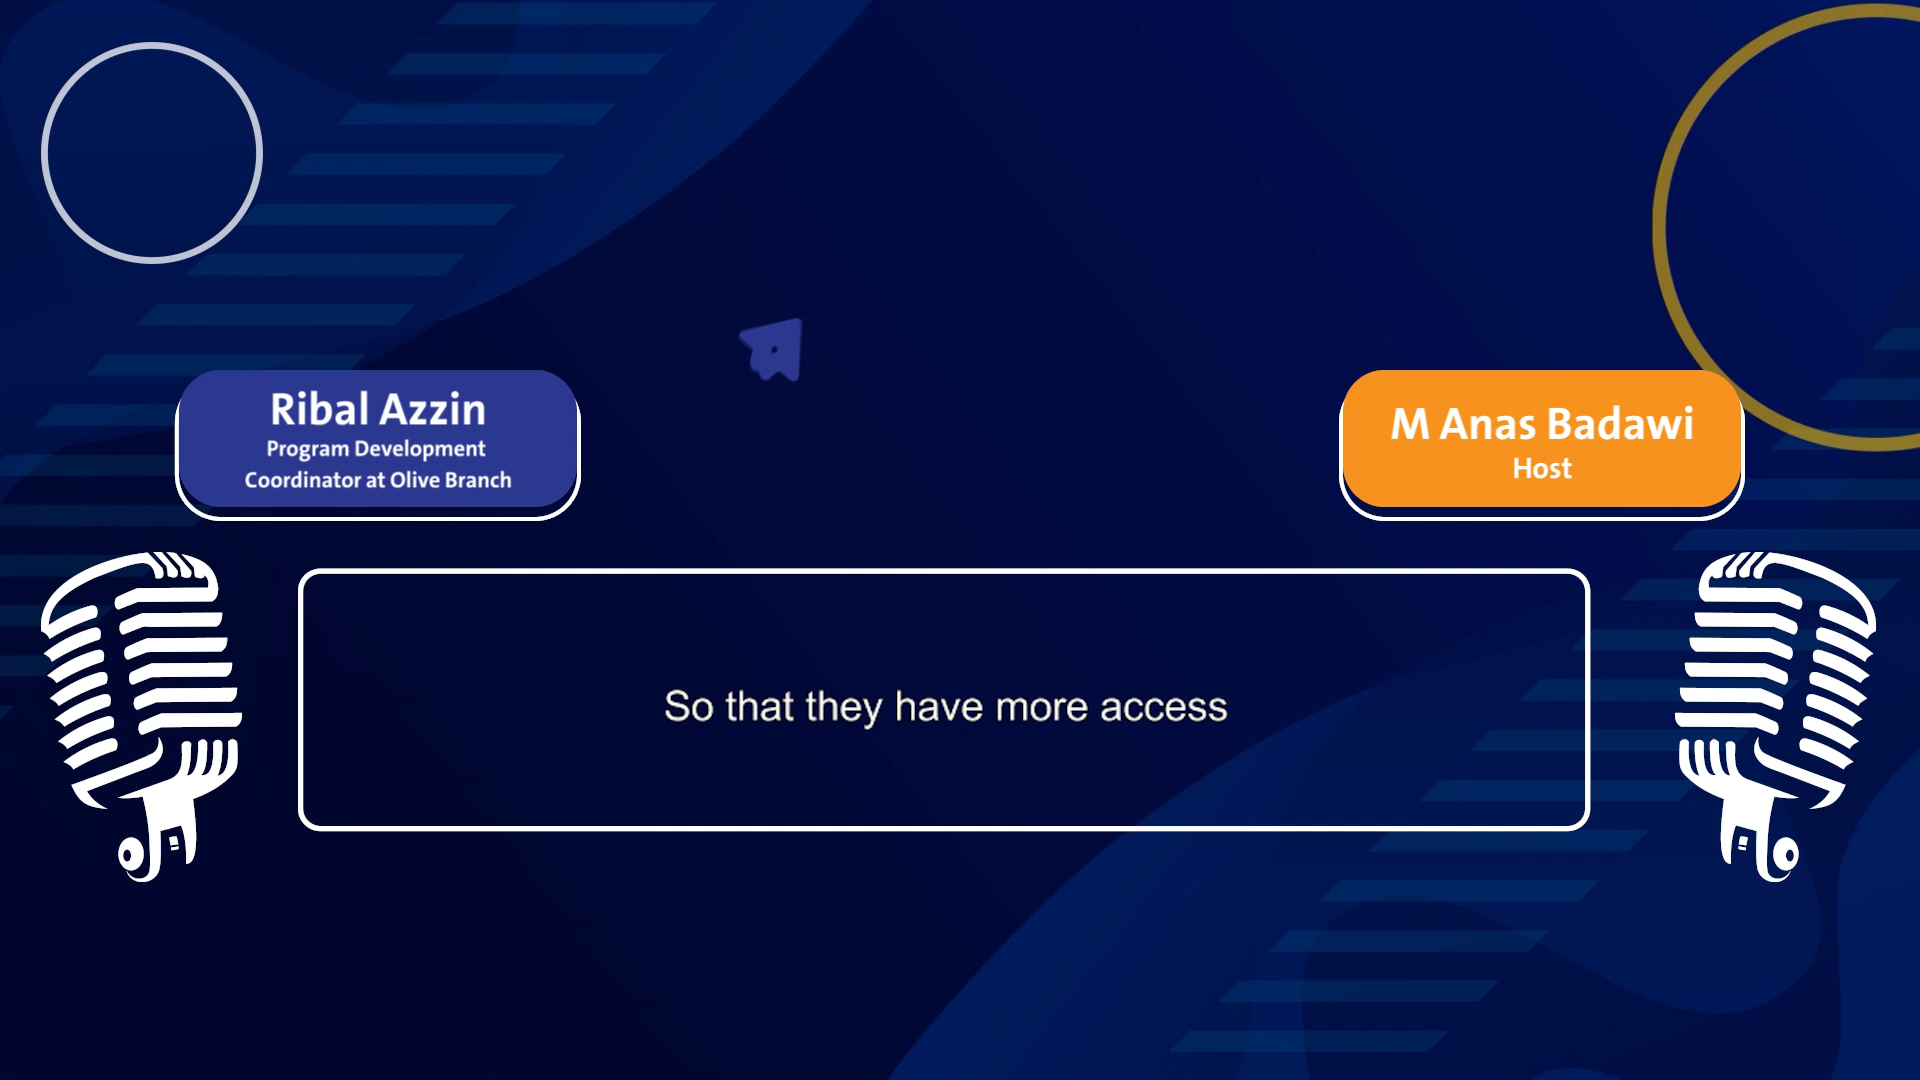 Ribal Azzin
Program Development
Coordinator at Olive Branch
M Anas Badawi
Host
So that they have more access